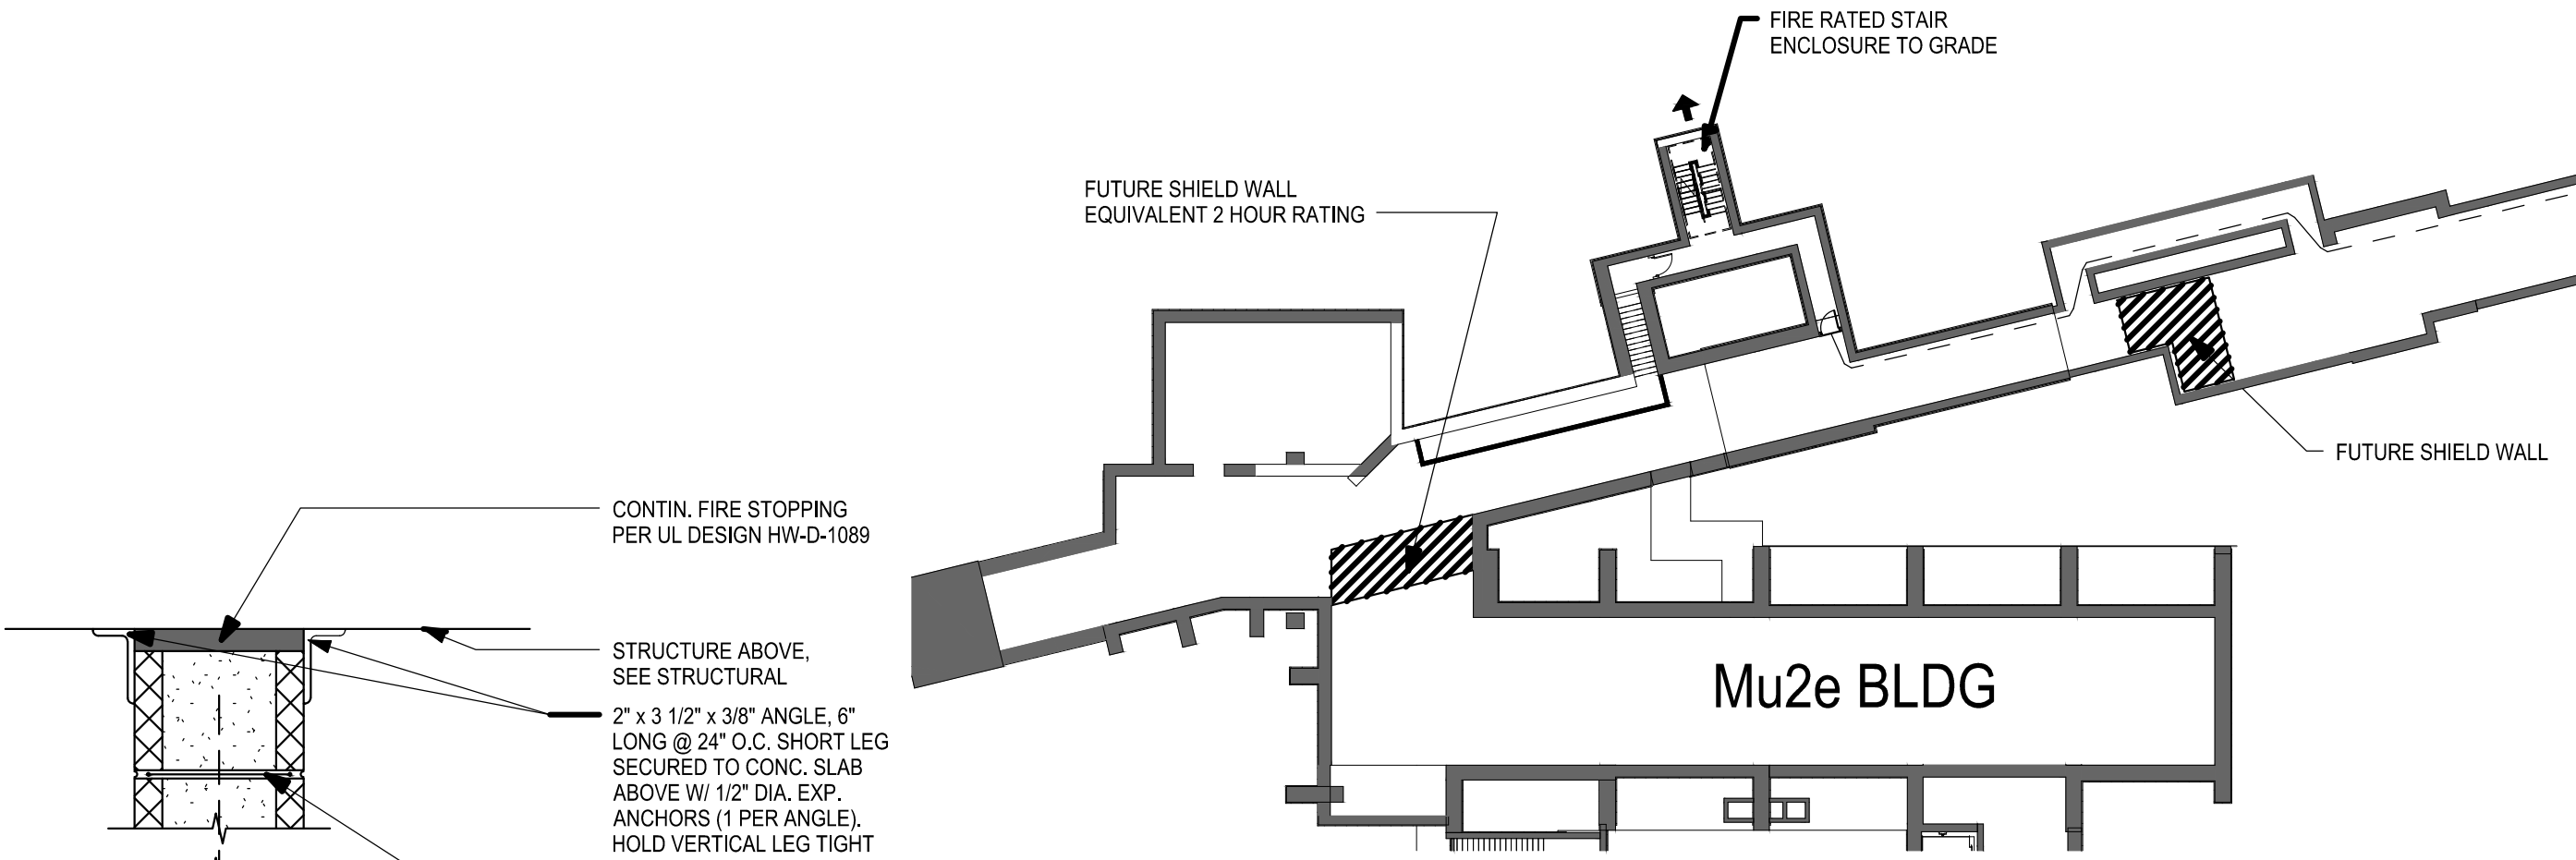 FIRE RATED STAIR
ENCLOSURE TO GRADE
FUTURE SHIELD WALL
EQUIVALENT 2 HOUR RATING
FUTURE SHIELD WALL
CONTIN. FIRE STOPPING
PER UL DESIGN HW-D-1089
STRUCTURE ABOVE,
SEE STRUCTURAL
2" x 3 1/2" x 3/8" ANGLE, 6"
LONG @ 24" O.C. SHORT LEG
SECURED TO CONC. SLAB
ABOVE W/ 1/2" DIA. EXP.
ANCHORS (1 PER ANGLE).
HOLD VERTICAL LEG TIGHT
Mu2e BLDG